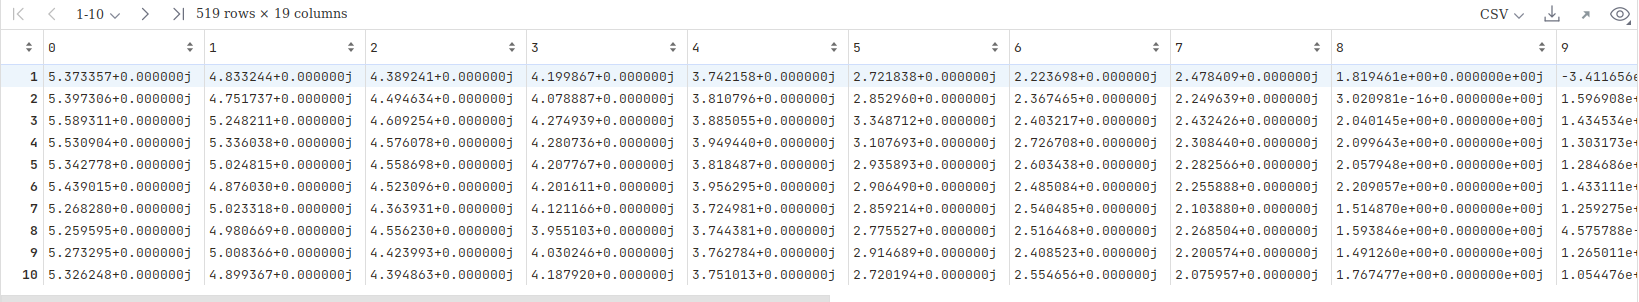 1-10 519 rows × 19 columns CSV
0 1 2 3 4 5 6 7 8 9
1 5.373357+0.000000j 4.833244+0.000000j 4.389241+0.000000j 4.199867+0.000000j 3.742158+0.000000j 2.721838+0.000000j 2.223698+0.000000j 2.478409+0.000000j 1.819461e+00+0.000000e+00j -3.411656e
2 5.397306+0.000000j 4.751737+0.000000j 4.494634+0.000000j 4.078887+0.000000j 3.810796+0.000000j 2.852960+0.000000j 2.367465+0.000000j 2.249639+0.000000j 3.020981e-16+0.000000e+00j 1.596908e+
3 5.589311+0.000000j 5.248211+0.000000j 4.609254+0.000000j 4.274939+0.000000j 3.885055+0.000000j 3.348712+0.000000j 2.403217+0.000000j 2.432426+0.000000j 2.040145e+00+0.000000e+00j 1.434534e+
4 5.530904+0.000000j 5.336038+0.000000j 4.576078+0.000000j 4.280736+0.000000j 3.949440+0.000000j 3.107693+0.000000j 2.726708+0.000000j 2.308440+0.000000j 2.099643e+00+0.000000e+00j 1.303173e+
5 5.342778+0.000000j 5.024815+0.000000j 4.558698+0.000000j 4.207767+0.000000j 3.818487+0.000000j 2.935893+0.000000j 2.603438+0.000000j 2.282566+0.000000j 2.057948e+00+0.000000e+00j 1.284686e+
6 5.439015+0.000000j 4.876030+0.000000j 4.523096+0.000000j 4.201611+0.000000j 3.956295+0.000000j 2.906490+0.000000j 2.485084+0.000000j 2.255888+0.000000j 2.209057e+00+0.000000e+00j 1.433111e+
7 5.268280+0.000000j 5.023318+0.000000j 4.363931+0.000000j 4.121166+0.000000j 3.724981+0.000000j 2.859214+0.000000j 2.540485+0.000000j 2.103880+0.000000j 1.514870e+00+0.000000e+00j 1.259275e+
8 5.259595+0.000000j 4.980669+0.000000j 4.556230+0.000000j 3.955103+0.000000j 3.744381+0.000000j 2.775527+0.000000j 2.516468+0.000000j 2.268504+0.000000j 1.593846e+00+0.000000e+00j 4.575788e-
9 5.273295+0.000000j 5.008366+0.000000j 4.423993+0.000000j 4.030246+0.000000j 3.762784+0.000000j 2.914689+0.000000j 2.408523+0.000000j 2.200574+0.000000j 1.491260e+00+0.000000e+00j 1.265011e+
10 5.326248+0.000000j 4.899367+0.000000j 4.394863+0.000000j 4.187920+0.000000j 3.751013+0.000000j 2.720194+0.000000j 2.554656+0.000000j 2.075957+0.000000j 1.767477e+00+0.000000e+00j 1.054476e+